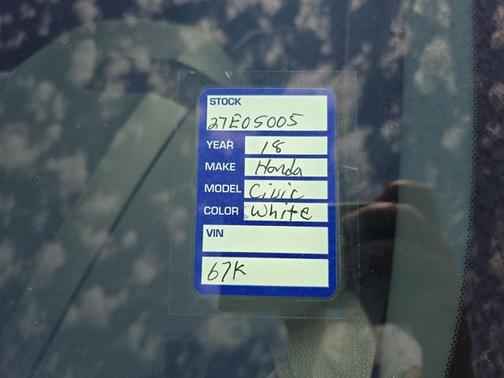 STOCK
27E05005
YEAR 18
MAKE Honda
MODEL Civic
COLOR White
VIN
67K